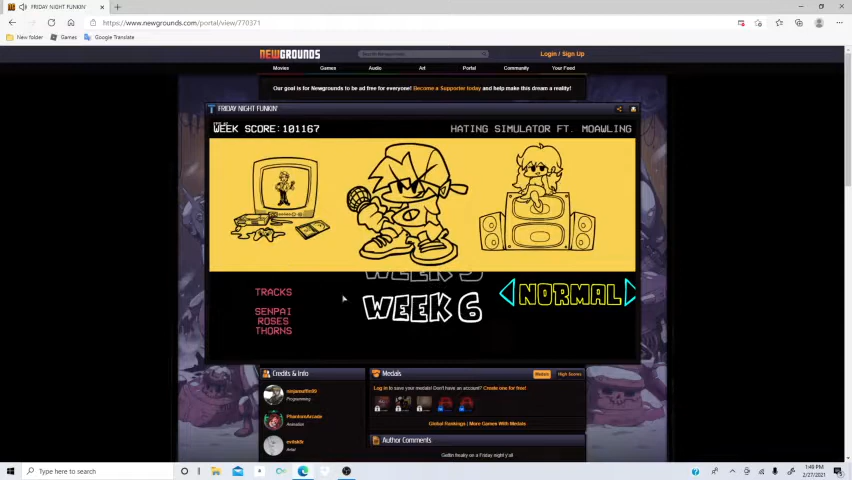 FRIDAY NIGHT FUNKIN'
https://www.newgrounds.com/portal/view/770371
New folder
Games
Google Translate
NEWGROUNDS
Login / Sign Up
Movies Games Audio Art Portal Community Your Feed
Our goal is for Newgrounds to be ad free for everyone! Become a Supporter today and help make this dream a reality!
FRIDAY NIGHT FUNKIN'
WEEK SCORE:101167
HATING SIMULATOR FT. MOAWLING
TRACKS
SENPAI
ROSES
THORNS
WEEK 5
WEEK 6
NORMAL
Credits & Info
ninjamuffin99
Programming
PhantomArcade
Animation
evilsk8r
Artist
Medals
Medals
High Scores
Log in to save your medals! Don't have an account? Create one for free!
Global Rankings | More Games With Medals
Author Comments
Gettin freaky on a Friday night y'all
Type here to search
1:49 PM
2/27/2021